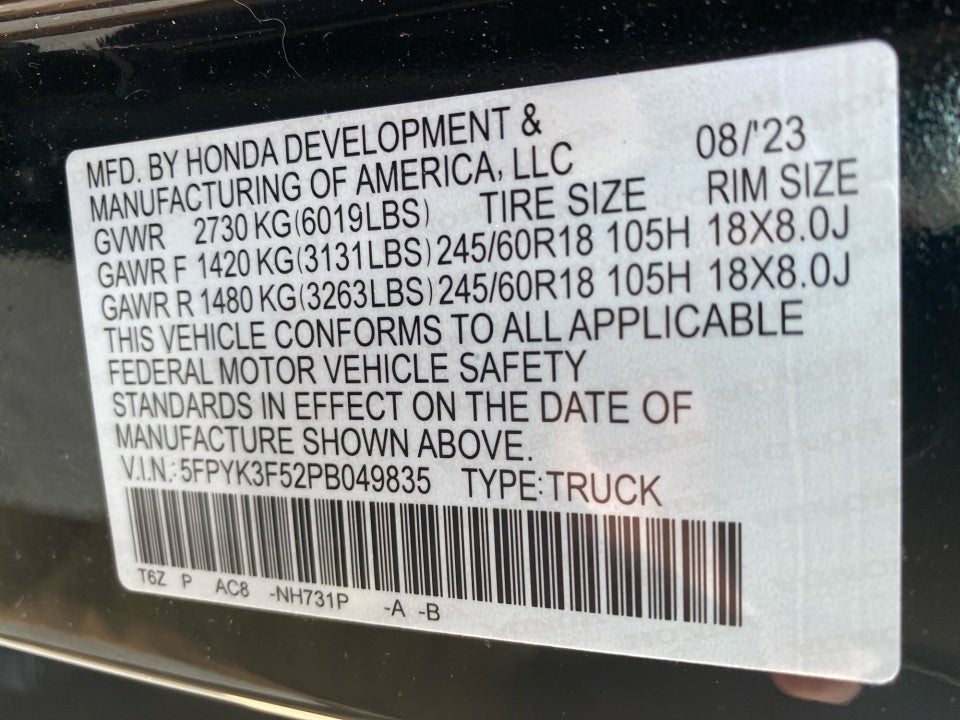 MFD. BY HONDA DEVELOPMENT & 08/'23
MANUFACTURING OF AMERICA, LLC
GVWR 2730 KG(6019LBS) TIRE SIZE RIM SIZE
GAWR F 1420 KG(3131LBS) 245/60R18 105H 18X8.0J
GAWR R 1480 KG(3263LBS) 245/60R18 105H 18X8.0J
THIS VEHICLE CONFORMS TO ALL APPLICABLE
FEDERAL MOTOR VEHICLE SAFETY
STANDARDS IN EFFECT ON THE DATE OF
MANUFACTURE SHOWN ABOVE.
V.I.N.: 5FPYK3F52PB049835 TYPE: TRUCK
T6Z P AC8 -NH731P -A -B